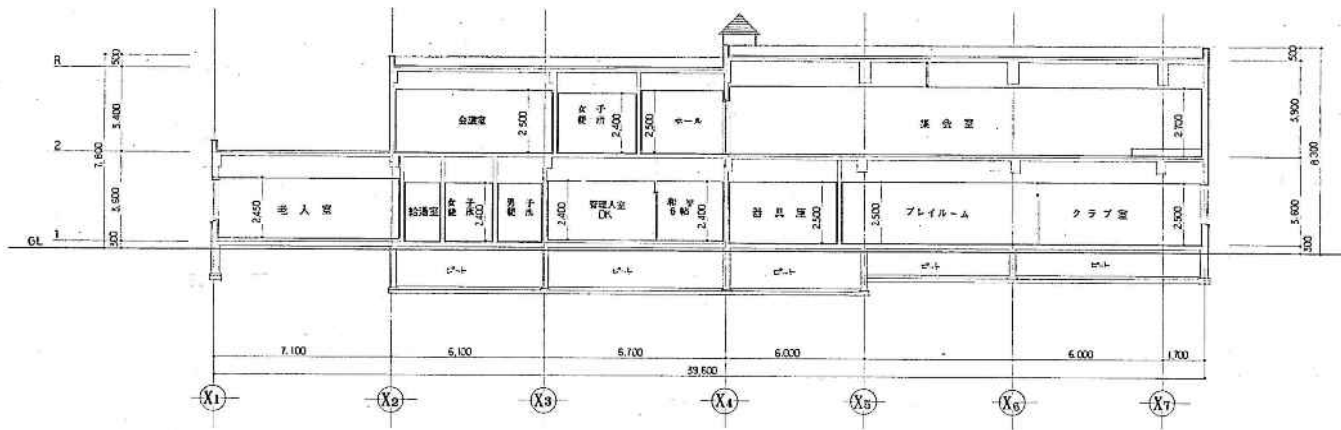 R
500
3,400
7,800
2
3,600
1
GL
300
会議室
2,500
女子
便所
2,400
2,500
ホール
集会室
2,700
500
3,900
8,300
3,600
300
老人室
2,450
給湯室
女子
便所
2,400
男子
便所
2,400
管理人室
DK
和室
6帖
2,400
器具庫
2,500
2,500
プレイルーム
クラブ室
2,500
ピット
ピット
ピット
ピット
ピット
7,100
6,100
6,700
6,000
6,000
1,700
39,600
X1
X2
X3
X4
X5
X6
X7